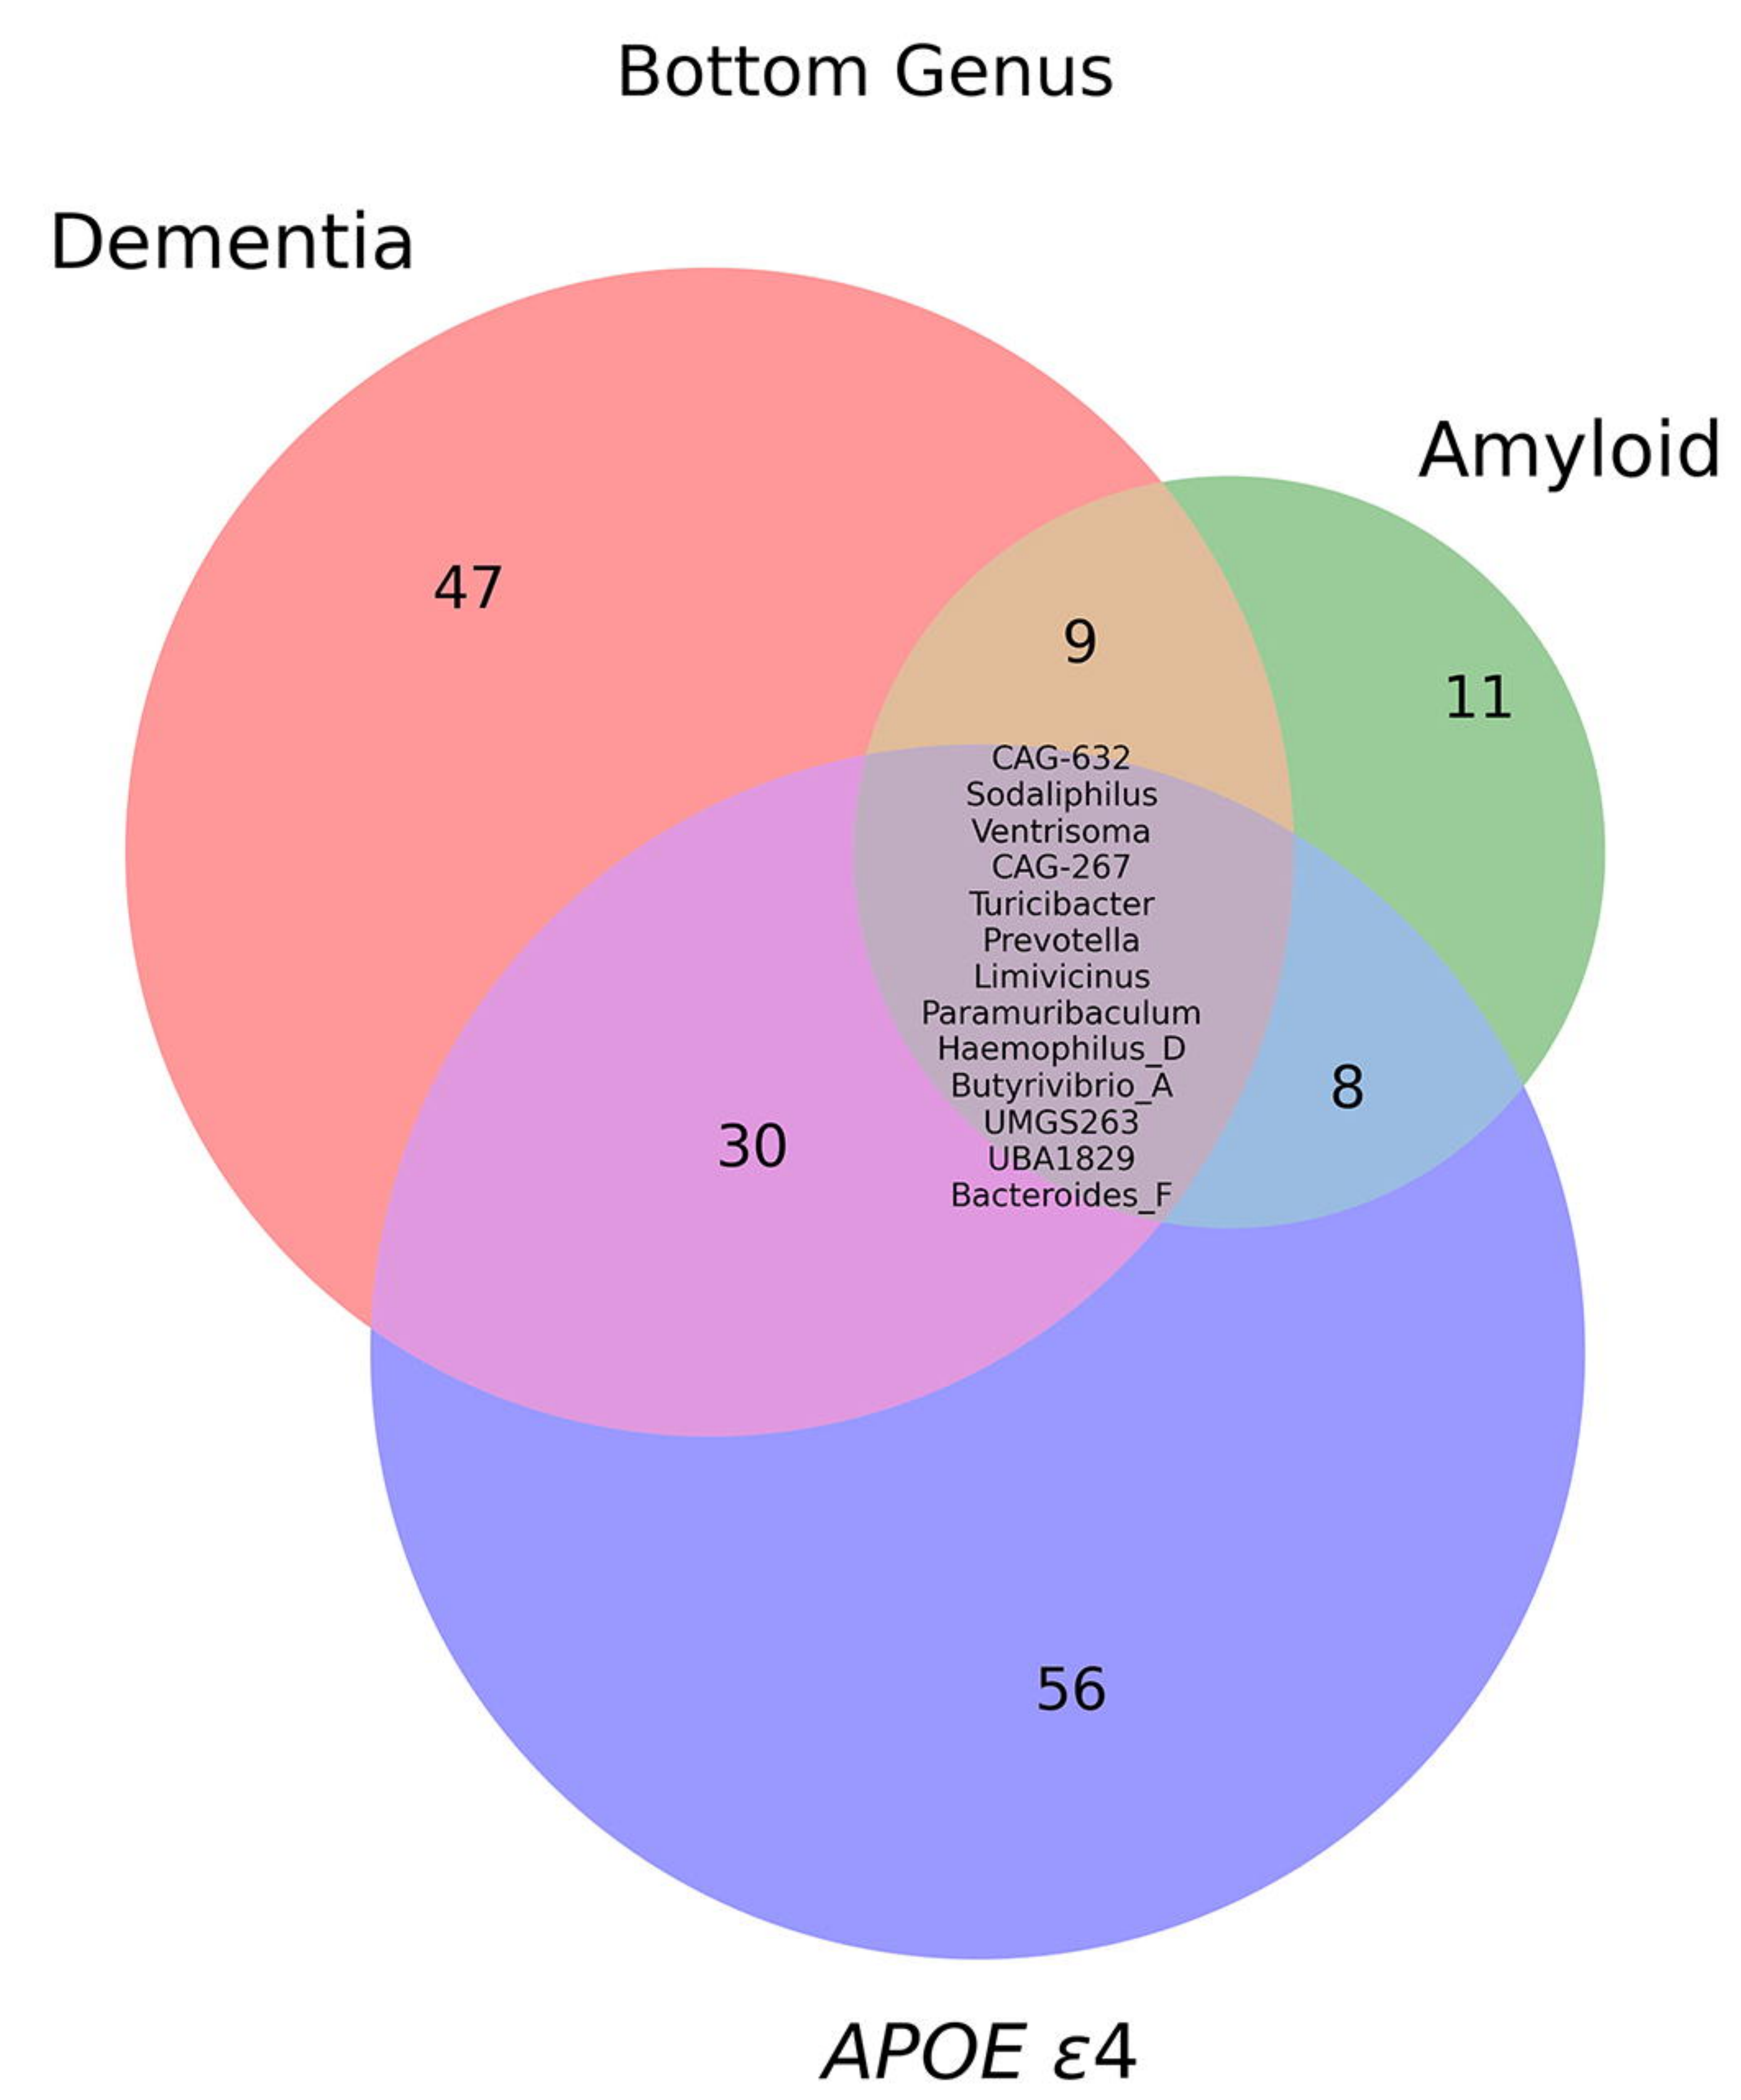 Bottom Genus
Dementia
Amyloid
47
9
11
CAG-632
Sodaliphilus
Ventrisoma
CAG-267
Turicibacter
Prevotella
Limivicinus
Paramuribaculum
Haemophilus_D
Butyrivibrio_A
UMGS263
UBA1829
Bacteroides_F
8
30
56
APOE ε4